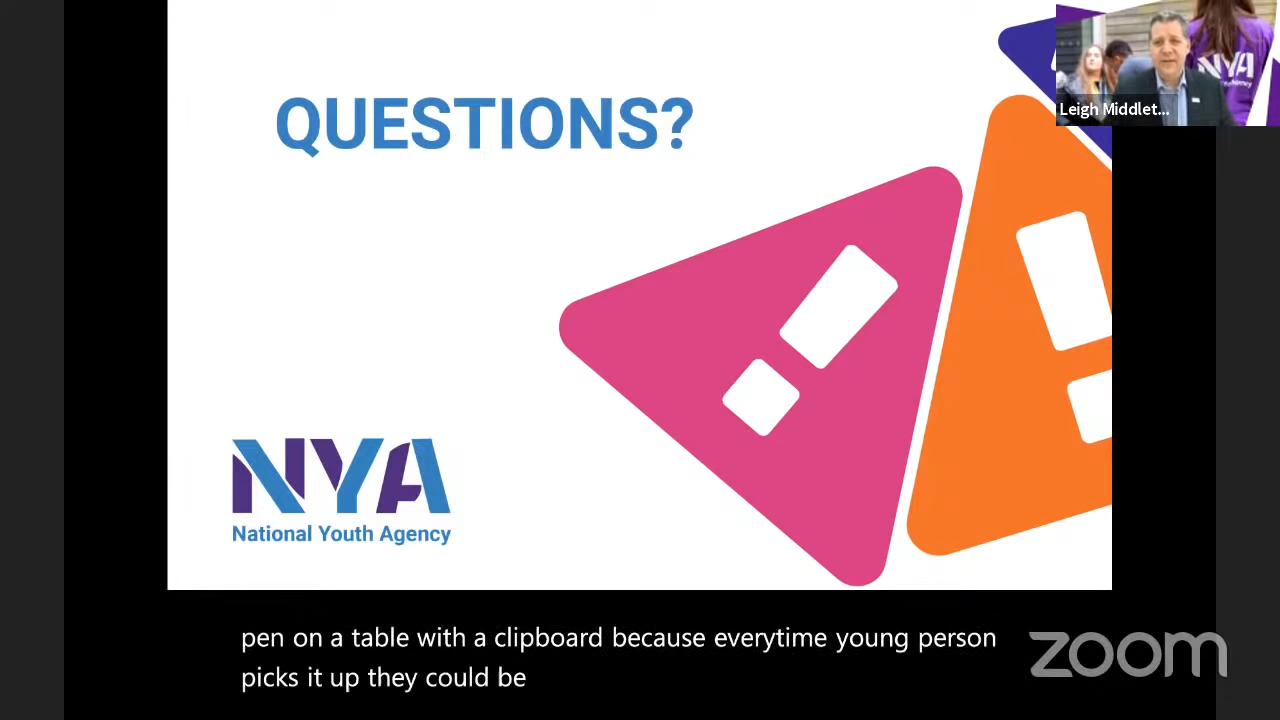 QUESTIONS?
NYA
Leigh Middlet...
NYA
National Youth Agency
pen on a table with a clipboard because everytime young person
picks it up they could be
zoom